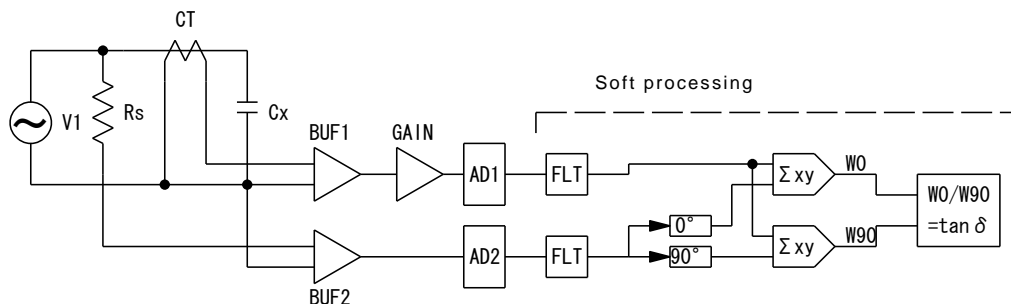 CT
Soft processing
V1
Rs
Cx
BUF1
GAIN
AD1
FLT
Σxy
W0
W0/W90
=tanδ
0°
90°
Σxy
W90
AD2
FLT
BUF2